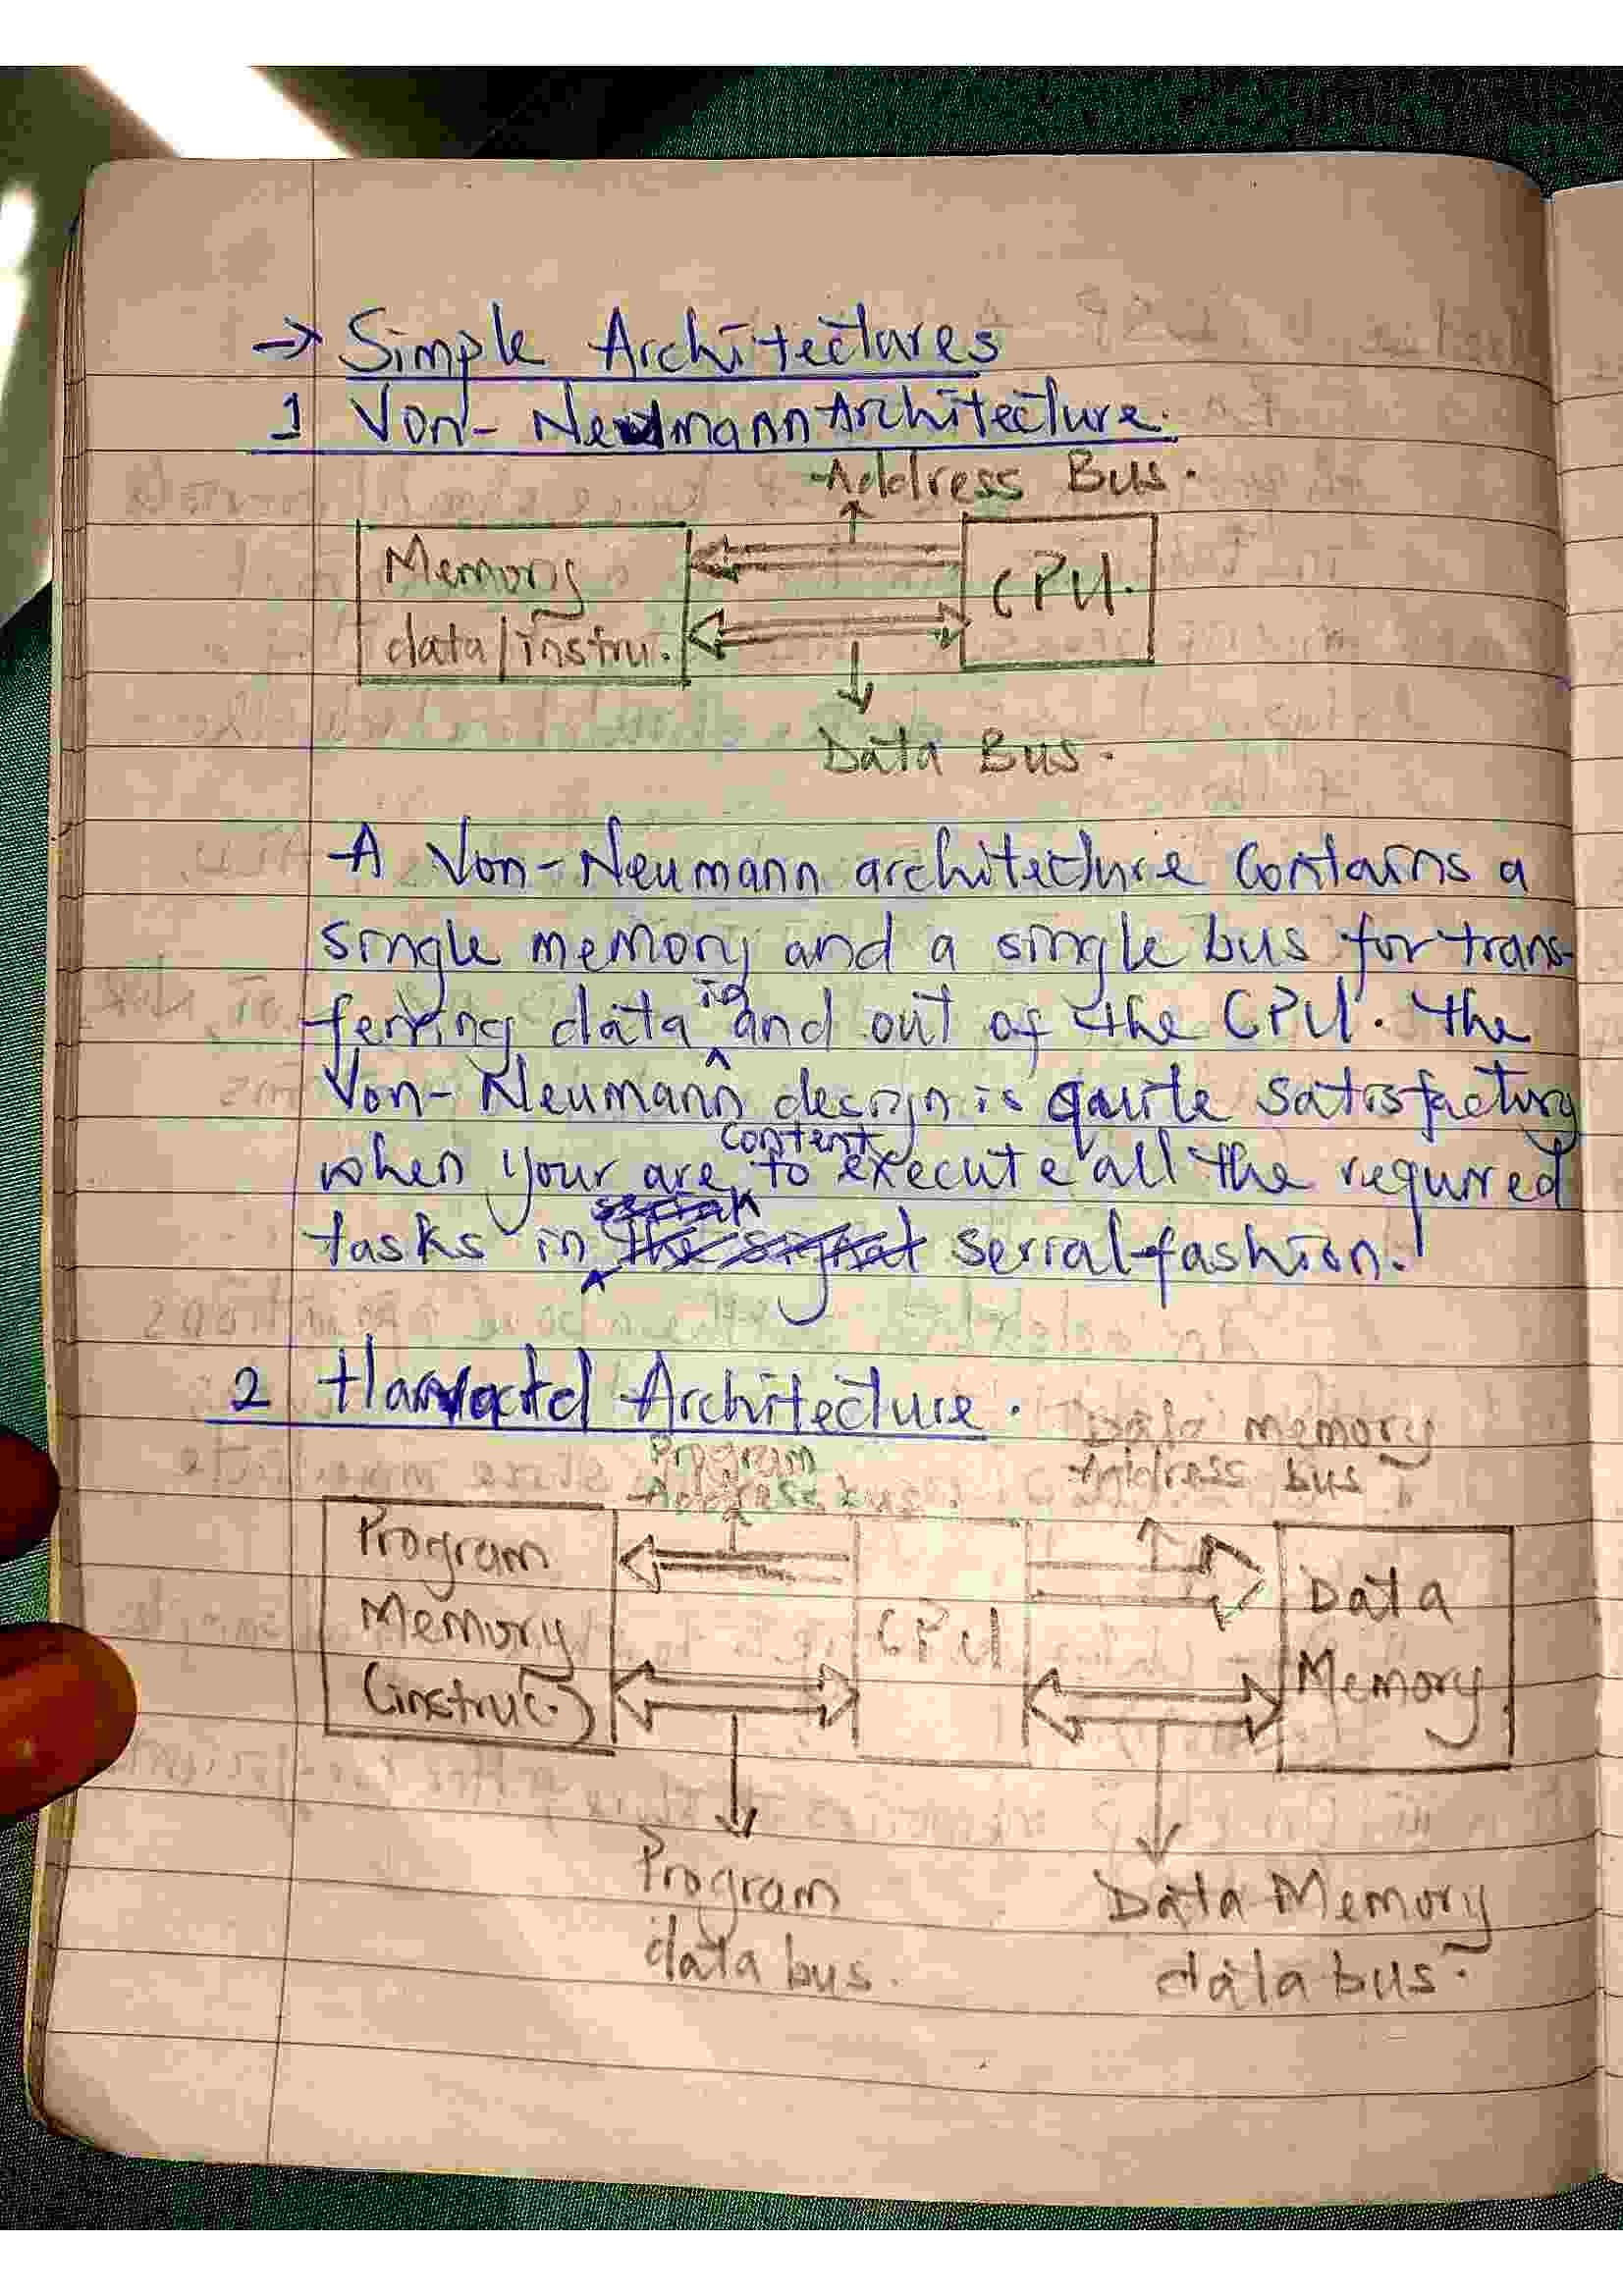 → Simple Architectures
1 Von- Neumann Architecture.
Address Bus.
Memory
data/instru.
CPU.
Data Bus.
A Von-Neumann architecture contains a
single memory and a single bus for trans-
ferring data in and out of the CPU. The
Von-Neumann design is quite satisfactory
when your are content to execute all the required
tasks in serial fashion.
2 Harvard Architecture.
Program
Address bus.
Data memory
Address bus
Program
Memory
(instruc.)
CPU
Data
Memory
Program
data bus.
Data Memory
data bus.